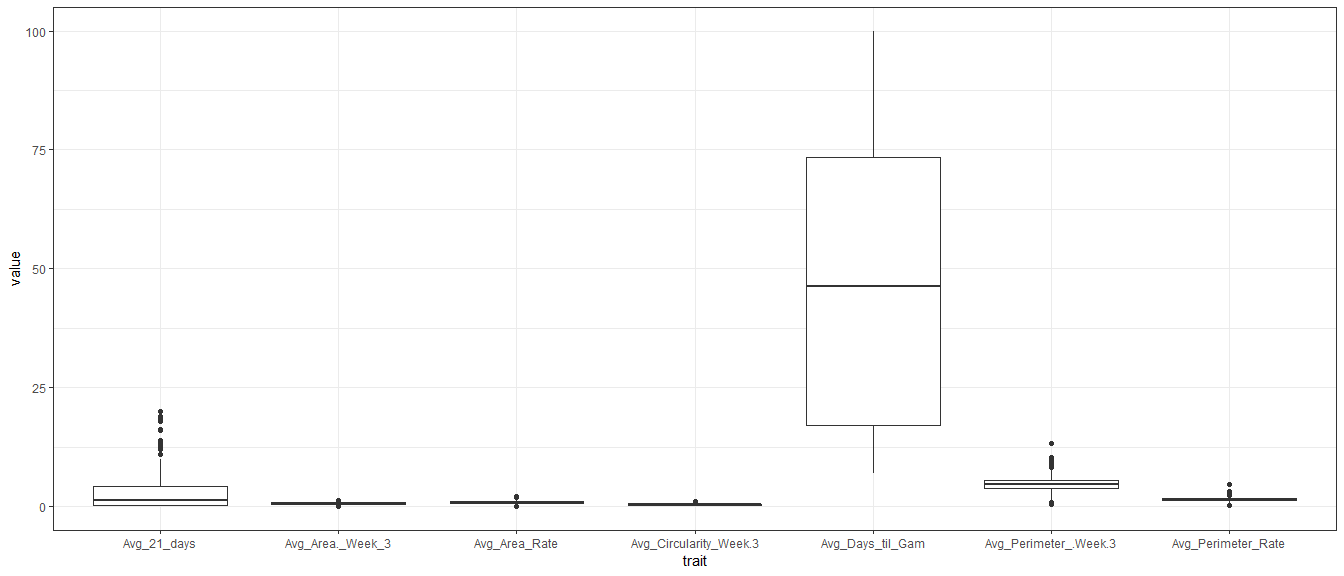 100
75
50
25
0
value
Avg_21_days Avg_Area._Week_3 Avg_Area_Rate Avg_Circularity_Week.3 Avg_Days_til_Gam Avg_Perimeter_.Week.3 Avg_Perimeter_Rate
trait